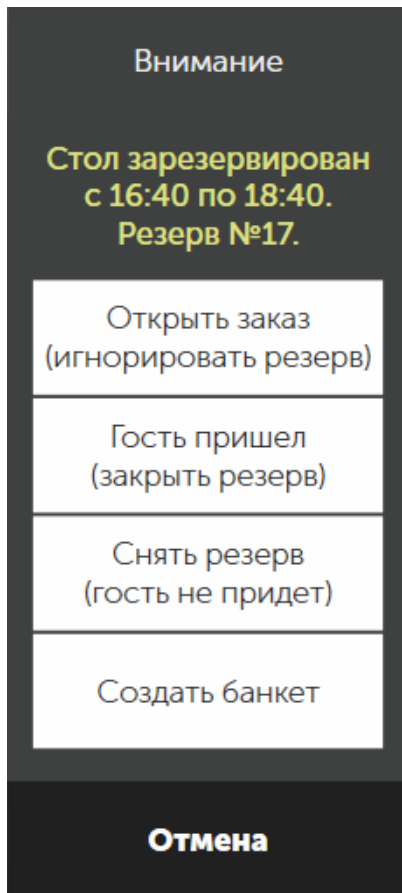 Внимание
Стол зарезервирован
с 16:40 по 18:40.
Резерв №17.
Открыть заказ
(игнорировать резерв)
Гость пришел
(закрыть резерв)
Снять резерв
(гость не придет)
Создать банкет
Отмена